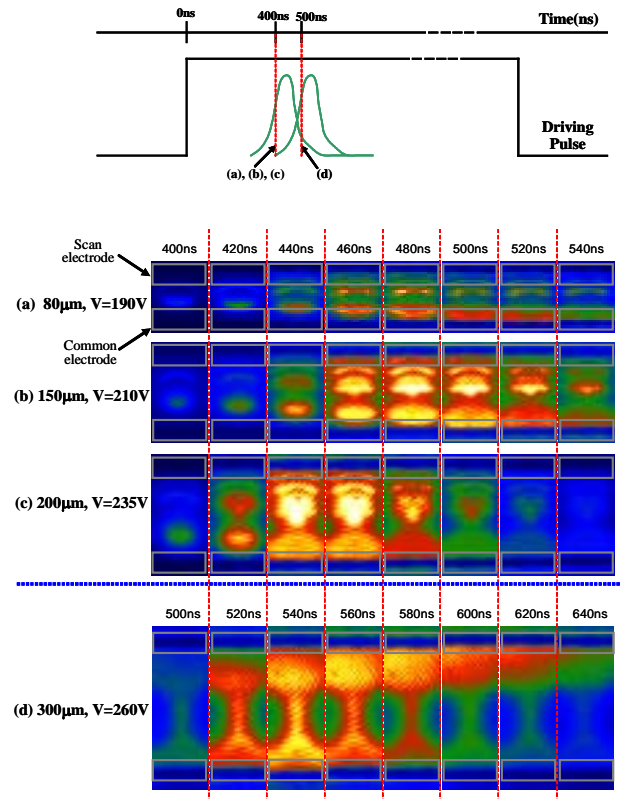 Time(ns)
0ns
400ns
500ns
Driving
Pulse
(a), (b), (c)
(d)
Scan
electrode
400ns 420ns 440ns 460ns 480ns 500ns 520ns 540ns
(a) 80µm, V=190V
Common
electrode
(b) 150µm, V=210V
(c) 200µm, V=235V
500ns 520ns 540ns 560ns 580ns 600ns 620ns 640ns
(d) 300µm, V=260V